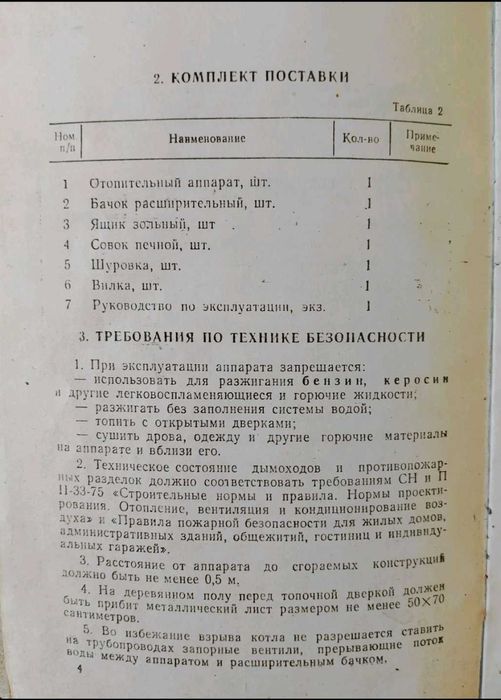 2. КОМПЛЕКТ ПОСТАВКИ
Таблица 2
Ном п/п Наименование Кол-во Приме-чание
1 Отопительный аппарат, шт. 1
2 Бачок расширительный, шт. 1
3 Ящик зольный, шт 1
4 Совок печной, шт. 1
5 Шуровка, шт. 1
6 Вилка, шт. 1
7 Руководство по эксплуатации, экз. 1
3. ТРЕБОВАНИЯ ПО ТЕХНИКЕ БЕЗОПАСНОСТИ
1. При эксплуатации аппарата запрещается:
— использовать для разжигания бензин, керосин
и другие легковоспламеняющиеся и горючие жидкости;
— разжигать без заполнения системы водой;
— топить с открытыми дверками;
— сушить дрова, одежду и другие горючие материалы
на аппарате и вблизи его.
2. Техническое состояние дымоходов и противопожар-
ных разделок должно соответствовать требованиям СН и П
II-33-75 «Строительные нормы и правила. Нормы проекти-
рования. Отопление, вентиляция и кондиционирование воз-
духа» и «Правила пожарной безопасности для жилых домов,
административных зданий, общежитий, гостиниц и индивиду-
альных гаражей».
3. Расстояние от аппарата до сгораемых конструкций
должно быть не менее 0,5 м.
4. На деревянном полу перед топочной дверкой должен
быть прибит металлический лист размером не менее 50×70
сантиметров.
5. Во избежание взрыва котла не разрешается ставить
на трубопроводах запорные вентили, прерывающие поток
воды между аппаратом и расширительным бачком.
4